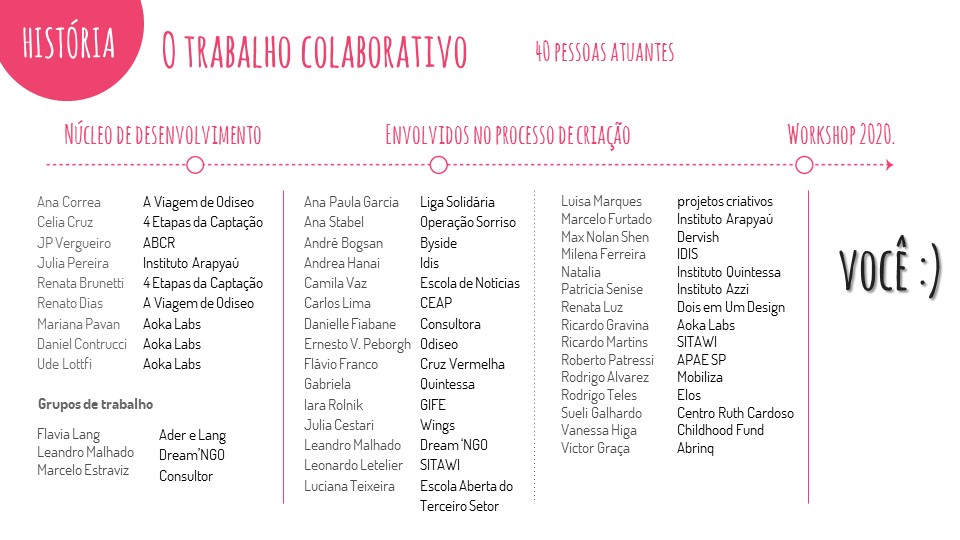 HISTÓRIA
O TRABALHO COLABORATIVO
40 PESSOAS ATUANTES
NÚCLEO DE DESENVOLVIMENTO
ENVOLVIDOS NO PROCESSO DE CRIAÇÃO
WORKSHOP 2020.
Ana Correa A Viagem de Odiseo
Celia Cruz 4 Etapas da Captação
JP Vergueiro ABCR
Julia Pereira Instituto Arapyaú
Renata Brunetti 4 Etapas da Captação
Renato Dias A Viagem de Odiseo
Mariana Pavan Aoka Labs
Daniel Contrucci Aoka Labs
Ude Lottfi Aoka Labs
Grupos de trabalho
Flavia Lang Ader e Lang
Leandro Malhado Dream’NGO
Marcelo Estraviz Consultor
Ana Paula Garcia Liga Solidária
Ana Stabel Operação Sorriso
André Bogsan Byside
Andrea Hanai Idis
Camila Vaz Escola de Notícias
Carlos Lima CEAP
Danielle Fiabane Consultora
Ernesto V. Peborgh Odiseo
Flávio Franco Cruz Vermelha
Gabriela Quintessa
Iara Rolnik GIFE
Julia Cestari Wings
Leandro Malhado Dream ‘NGO
Leonardo Letelier SITAWI
Luciana Teixeira Escola Aberta do
Terceiro Setor
Luisa Marques projetos criativos
Marcelo Furtado Instituto Arapyaú
Max Nolan Shen Dervish
Milena Ferreira IDIS
Natalia Instituto Quintessa
Patrícia Senise Instituto Azzi
Renata Luz Dois em Um Design
Ricardo Gravina Aoka Labs
Ricardo Martins SITAWI
Roberto Patressi APAE SP
Rodrigo Alvarez Mobiliza
Rodrigo Teles Elos
Sueli Galhardo Centro Ruth Cardoso
Vanessa Higa Childhood Fund
Victor Graça Abrinq
VOCÊ :)